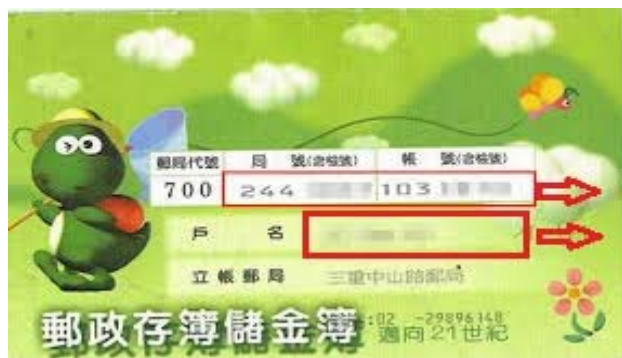 郵局代號 局 號(含檢號) 帳 號(含檢號)
700 244 103
戶 名
立帳郵局 三重中山路郵局
:02 -29896148
郵政存簿儲金簿 邁向21世紀